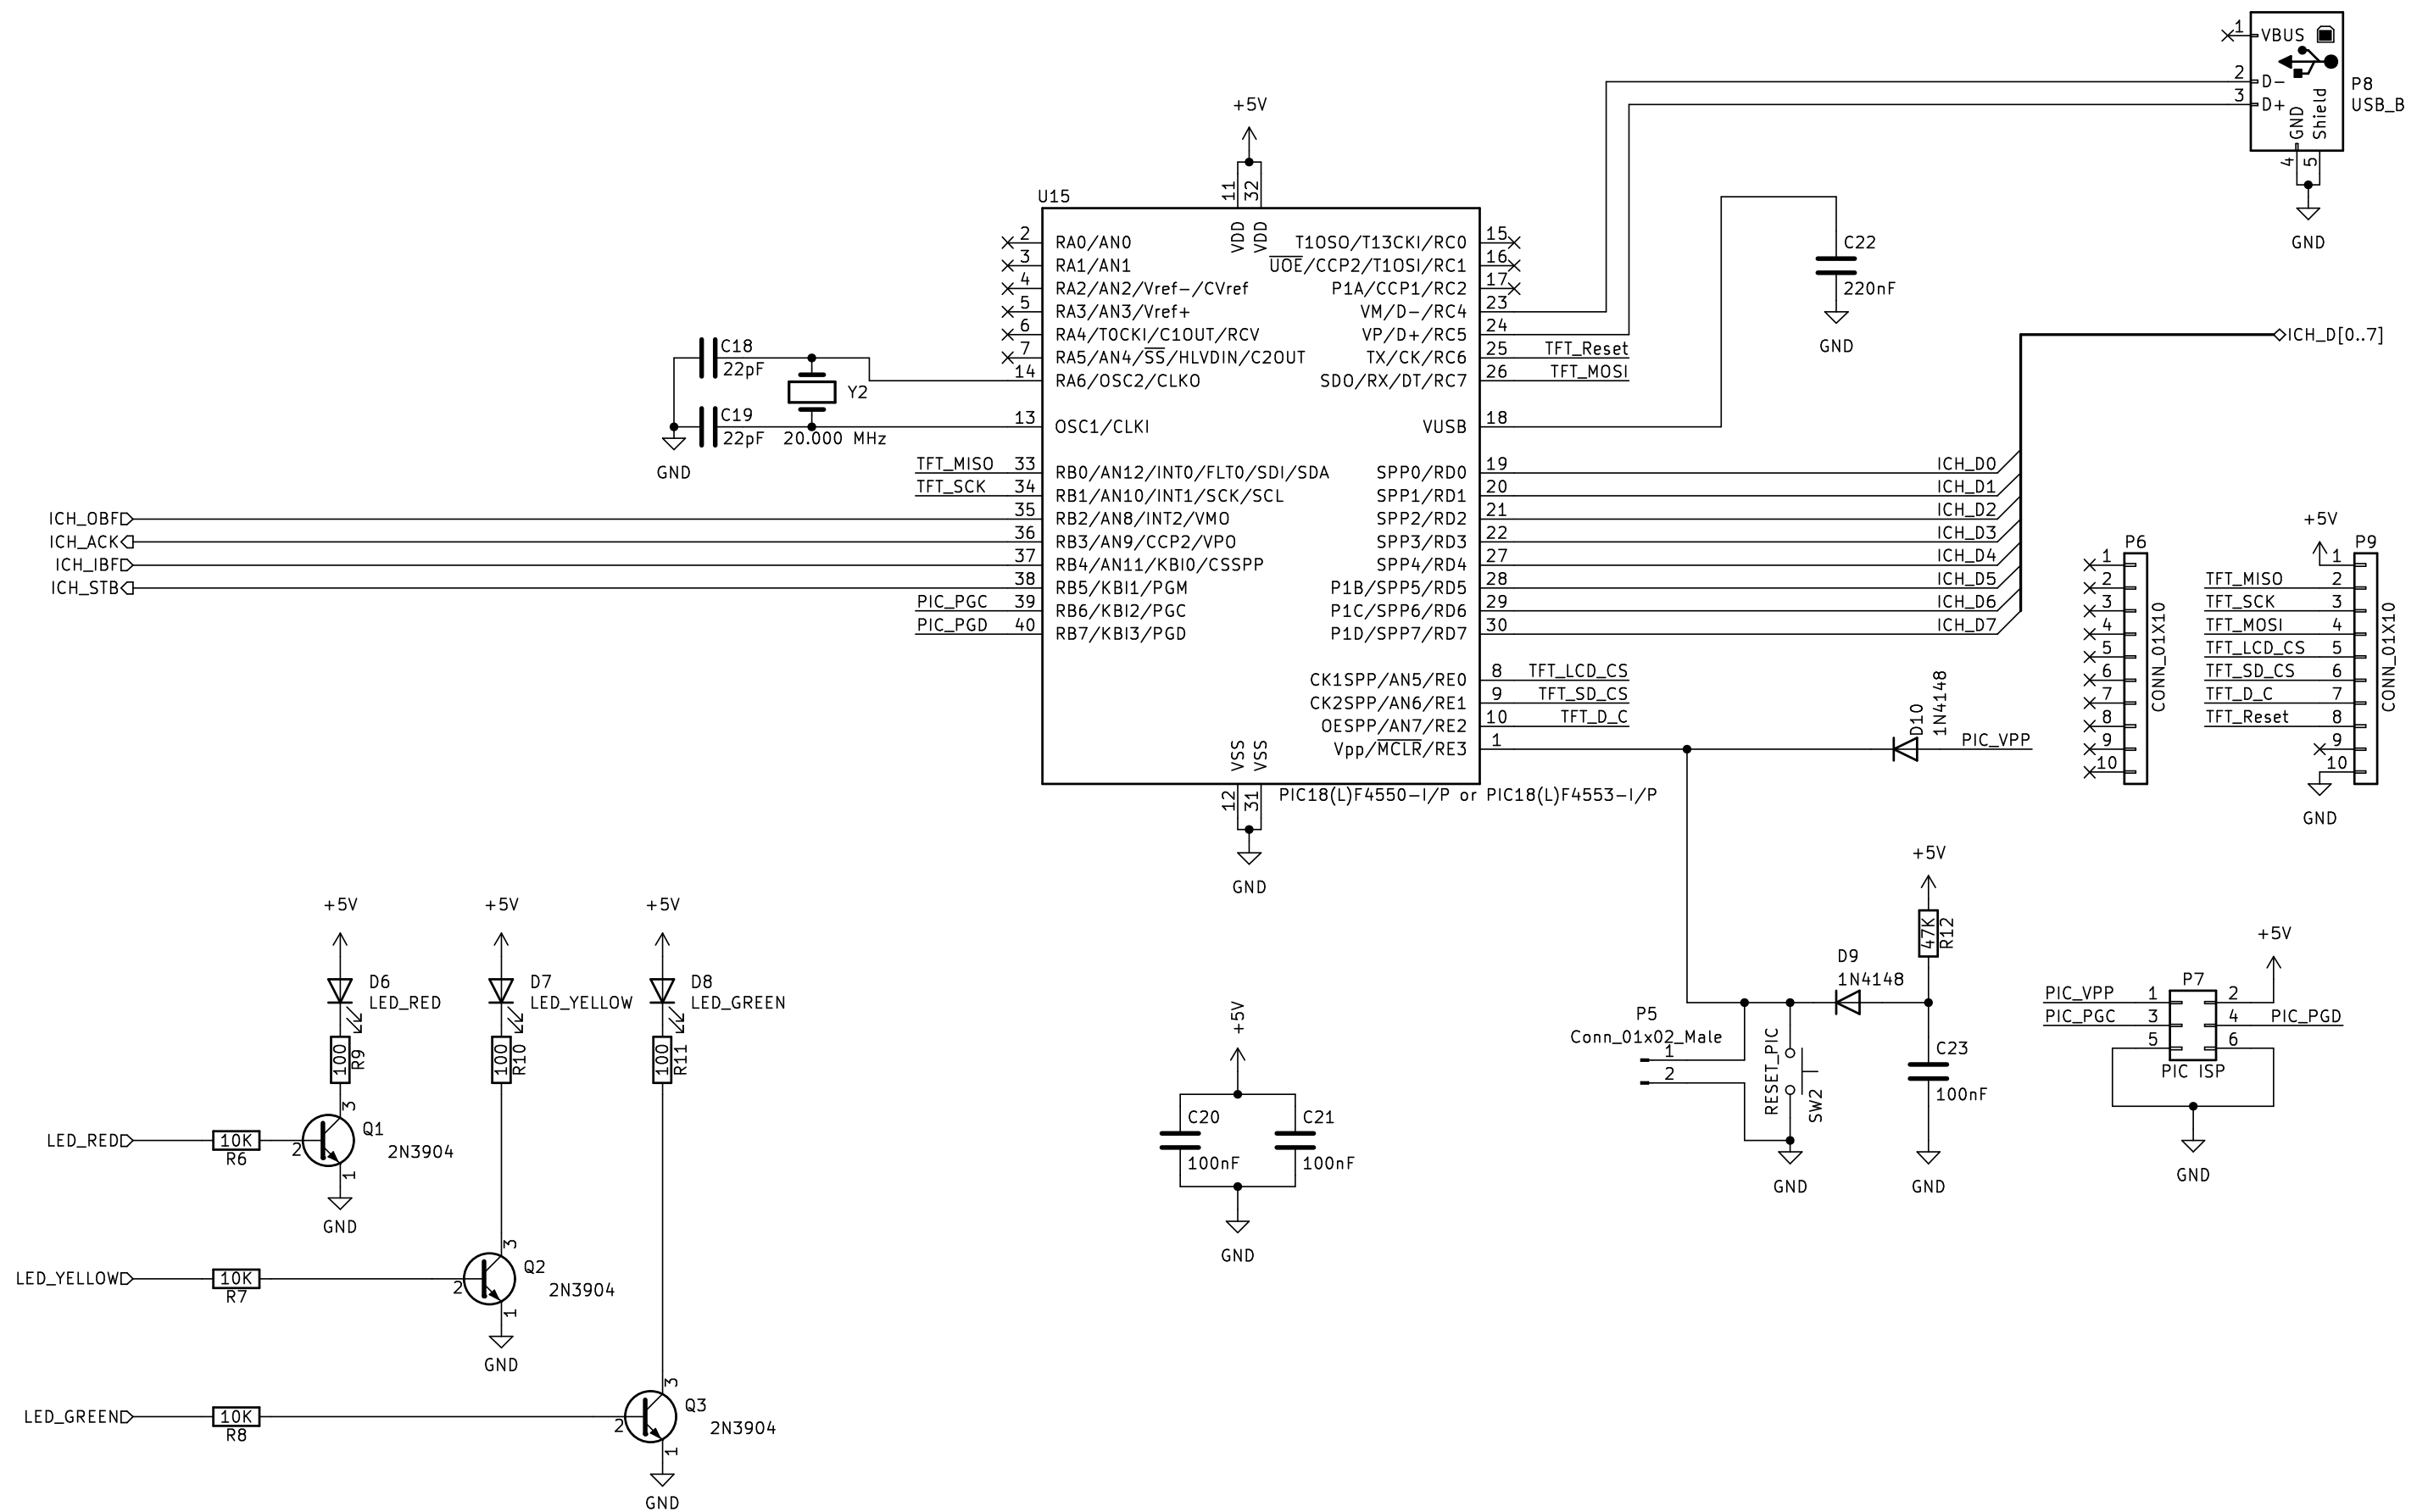 1
VBUS
2
D-
3
D+
GND
Shield
4
5
P8
USB_B
GND
+5V
11
32
U15
VDD
VDD
2
RA0/AN0
3
RA1/AN1
4
RA2/AN2/Vref-/CVref
5
RA3/AN3/Vref+
6
RA4/T0CKI/C1OUT/RCV
7
RA5/AN4/SS/HLVDIN/C2OUT
14
RA6/OSC2/CLKO
13
OSC1/CLKI
33
RB0/AN12/INT0/FLT0/SDI/SDA
34
RB1/AN10/INT1/SCK/SCL
35
RB2/AN8/INT2/VMO
36
RB3/AN9/CCP2/VPO
37
RB4/AN11/KBI0/CSSPP
38
RB5/KBI1/PGM
39
RB6/KBI2/PGC
40
RB7/KBI3/PGD
T1OSO/T13CKI/RC0
15
UOE/CCP2/T1OSI/RC1
16
P1A/CCP1/RC2
17
VM/D-/RC4
23
VP/D+/RC5
24
TX/CK/RC6
25
TFT_Reset
SDO/RX/DT/RC7
26
TFT_MOSI
VUSB
18
SPP0/RD0
19
ICH_D0
SPP1/RD1
20
ICH_D1
SPP2/RD2
21
ICH_D2
SPP3/RD3
22
ICH_D3
SPP4/RD4
27
ICH_D4
P1B/SPP5/RD5
28
ICH_D5
P1C/SPP6/RD6
29
ICH_D6
P1D/SPP7/RD7
30
ICH_D7
CK1SPP/AN5/RE0
8
TFT_LCD_CS
CK2SPP/AN6/RE1
9
TFT_SD_CS
OESPP/AN7/RE2
10
TFT_D_C
Vpp/MCLR/RE3
1
VSS
VSS
12
31
PIC18(L)F4550-I/P or PIC18(L)F4553-I/P
GND
C22
220nF
GND
ICH_D[0..7]
C18
22pF
Y2
C19
22pF
20.000 MHz
GND
TFT_MISO
TFT_SCK
ICH_OBF
ICH_ACK
ICH_IBF
ICH_STB
PIC_PGC
PIC_PGD
D10
1N4148
PIC_VPP
P6
1
2
3
4
5
6
7
8
9
10
CONN_01X10
+5V
P9
1
TFT_MISO
2
TFT_SCK
3
TFT_MOSI
4
TFT_LCD_CS
5
TFT_SD_CS
6
TFT_D_C
7
TFT_Reset
8
9
10
CONN_01X10
GND
+5V
+5V
+5V
D6
LED_RED
D7
LED_YELLOW
D8
LED_GREEN
100
R9
100
R10
100
R11
LED_RED
10K
R6
3
2
1
Q1
2N3904
GND
LED_YELLOW
10K
R7
3
2
1
Q2
2N3904
GND
LED_GREEN
10K
R8
3
2
1
Q3
2N3904
GND
+5V
C20
100nF
C21
100nF
GND
+5V
47K
R12
D9
1N4148
P5
Conn_01x02_Male
1
2
RESET_PIC
SW2
GND
C23
100nF
GND
+5V
P7
PIC_VPP
1
2
PIC_PGC
3
4
PIC_PGD
5
6
PIC ISP
GND